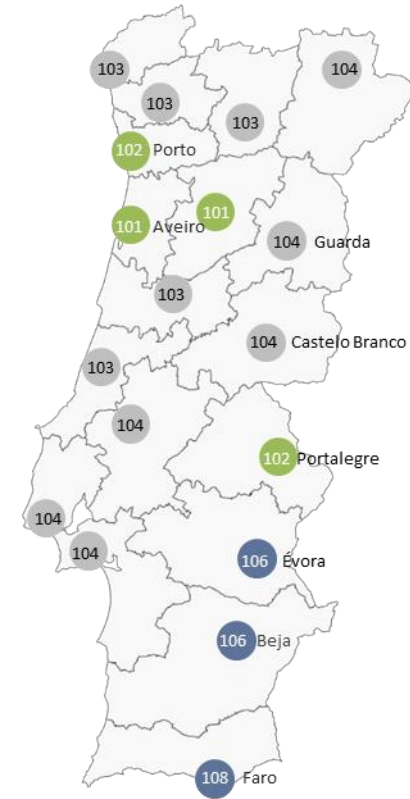 103
104
103
103
102 Porto
101
101 Aveiro
104 Guarda
103
104 Castelo Branco
103
104
102 Portalegre
104
104
106 Évora
106 Beja
108 Faro